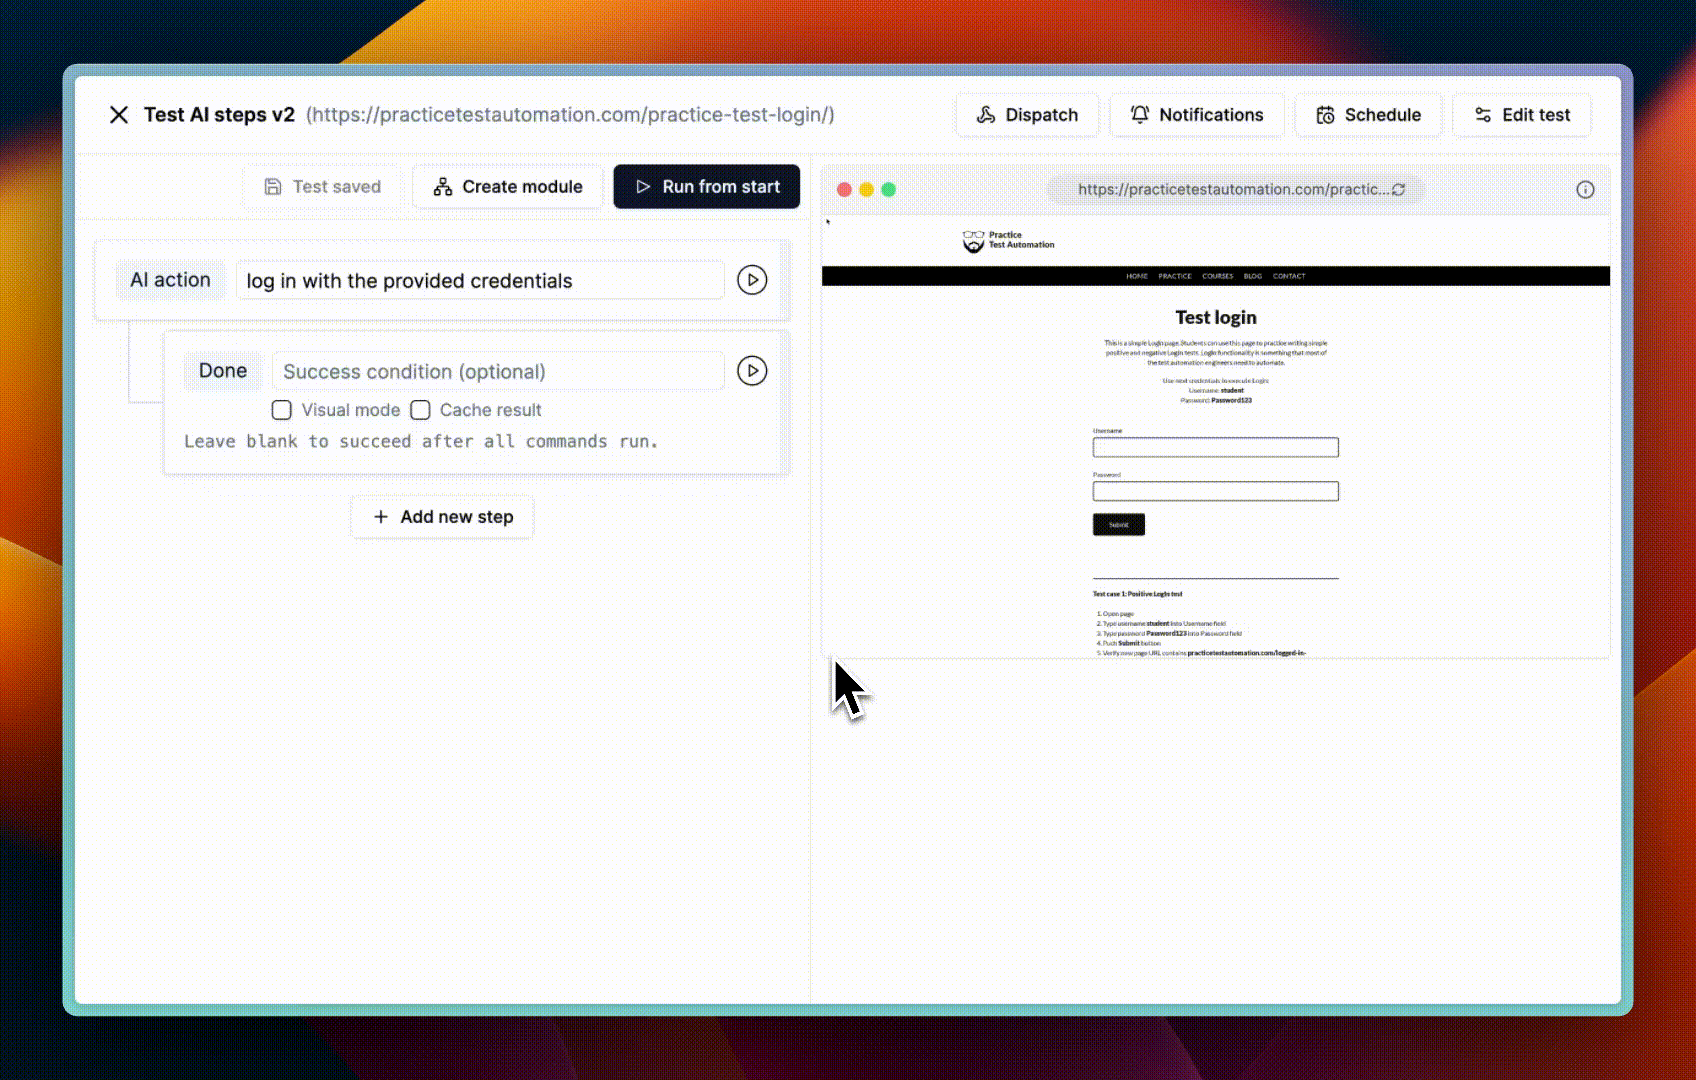 Test AI steps v2 (https://practicetestautomation.com/practice-test-login/)
Dispatch
Notifications
Schedule
Edit test
Test saved
Create module
Run from start
AI action
log in with the provided credentials
Done
Success condition (optional)
Visual mode
Cache result
Leave blank to succeed after all commands run.
Add new step
https://practicetestautomation.com/practic...
Practice
Test Automation
HOME PRACTICE COURSES BLOG CONTACT
Test login
This is a simple Login page. Students can use this page to practice writing simple
positive and negative Login tests. Login functionality is something that most of
the test automation engineers need to automate.
Use next credentials to execute Login:
Username: student
Password: Password123
Username
Password
Submit
Test case 1: Positive LogIn test
1. Open page
2. Type username student into Username field
3. Type password Password123 into Password field
4. Push Submit button
5. Verify new page URL contains practicetestautomation.com/logged-in-